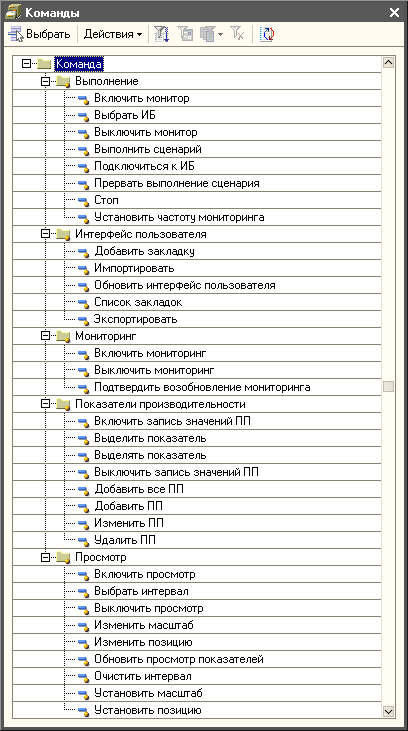 Команды
Выбрать Действия
Команда
Выполнение
Включить монитор
Выбрать ИБ
Выключить монитор
Выполнить сценарий
Подключиться к ИБ
Прервать выполнение сценария
Стоп
Установить частоту мониторинга
Интерфейс пользователя
Добавить закладку
Импортировать
Обновить интерфейс пользователя
Список закладок
Экспортировать
Мониторинг
Включить мониторинг
Выключить мониторинг
Подтвердить возобновление мониторинга
Показатели производительности
Включить запись значений ПП
Выделить показатель
Выделять показатель
Выключить запись значений ПП
Добавить все ПП
Добавить ПП
Изменить ПП
Удалить ПП
Просмотр
Включить просмотр
Выбрать интервал
Выключить просмотр
Изменить масштаб
Изменить позицию
Обновить просмотр показателей
Очистить интервал
Установить масштаб
Установить позицию